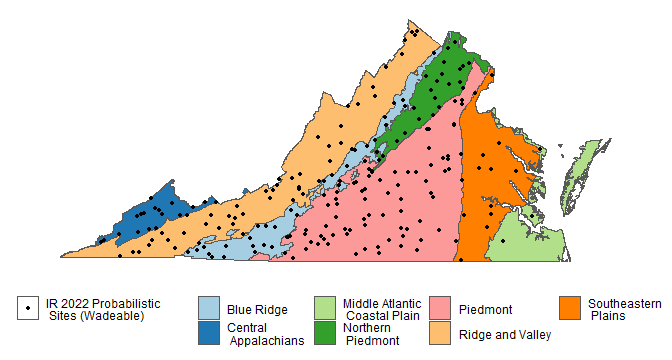 IR 2022 Probabilistic
Sites (Wadeable)
Blue Ridge
Central
Appalachians
Middle Atlantic
Coastal Plain
Northern
Piedmont
Piedmont
Ridge and Valley
Southeastern
Plains